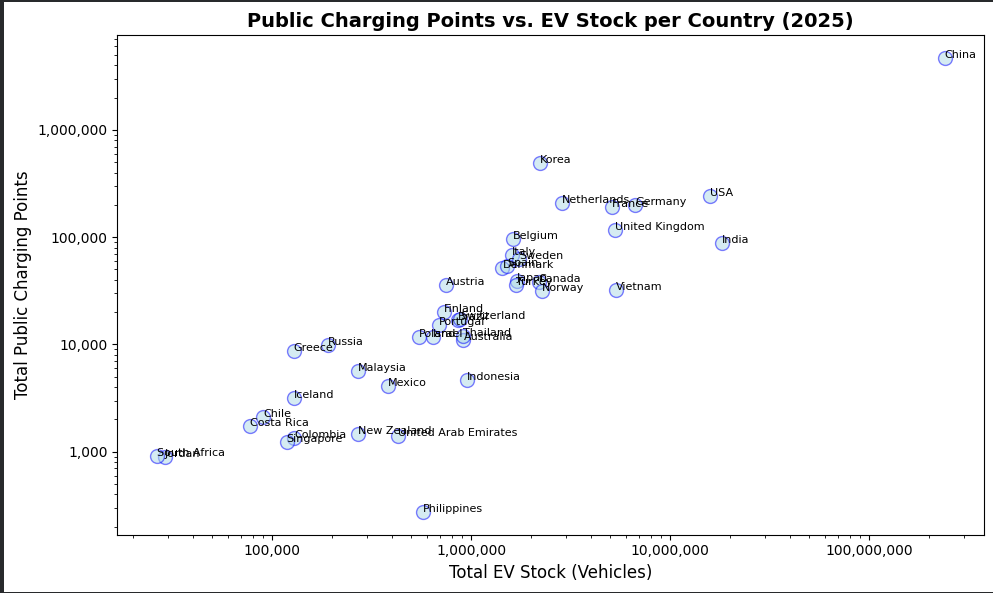 Public Charging Points vs. EV Stock per Country (2025)
China
1,000,000
Korea
USA
Netherlands
France
Germany
100,000
United Kingdom
Belgium
India
Italy
Sweden
Spain
Denmark
Japan
Canada
Turkey
Austria
Norway
Vietnam
Finland
Brazil
Switzerland
Portugal
10,000
Poland
Israel
Thailand
Australia
Russia
Greece
Malaysia
Mexico
Indonesia
Iceland
Chile
Costa Rica
Colombia
Singapore
New Zealand
United Arab Emirates
1,000
South Africa
Jordan
Philippines
100,000
1,000,000
10,000,000
100,000,000
Total EV Stock (Vehicles)
Total Public Charging Points